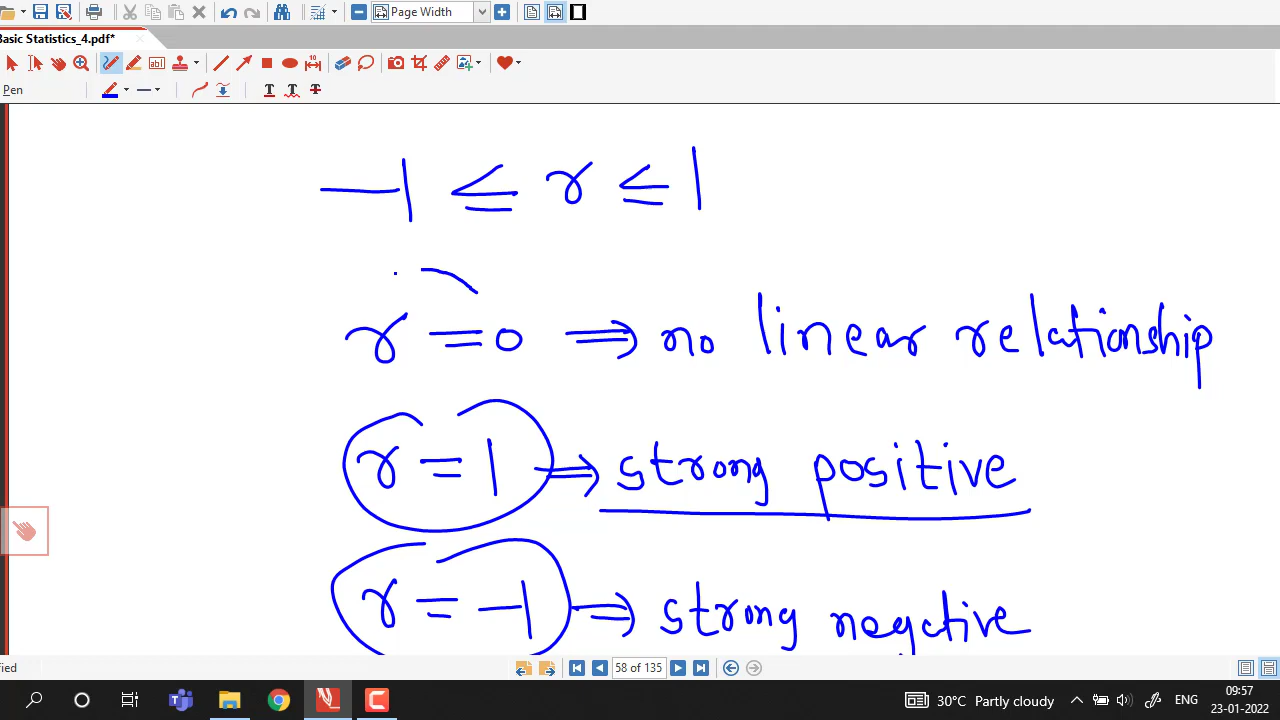 Page Width
Basic Statistics_4.pdf*
Pen
−1 ≤ r ≤ 1
r = 0 ⟹ no linear relationship
r = 1 ⟹ strong positive
r = −1 ⟹ strong negative
fied
58 of 135
30°C Partly cloudy
ENG
09:57
23-01-2022